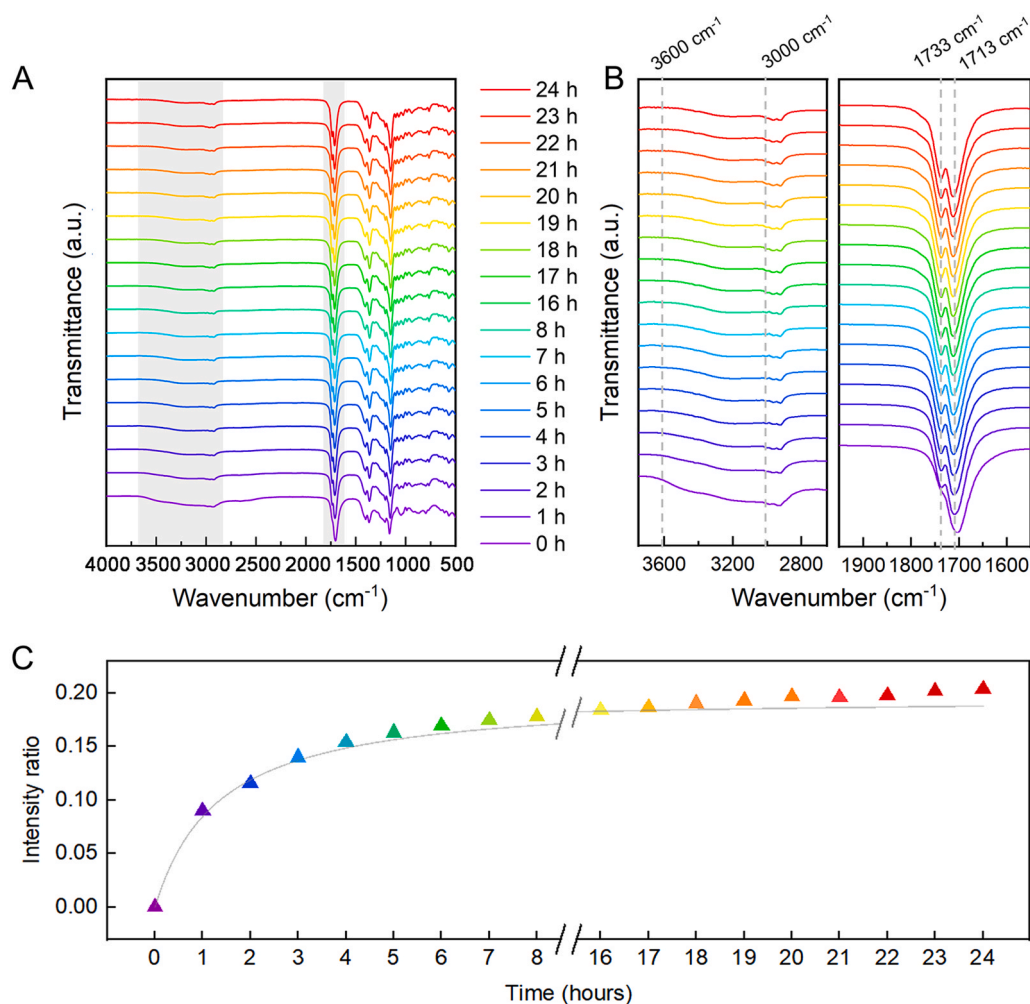 A
Transmittance (a.u.)
4000 3500 3000 2500 2000 1500 1000 500
Wavenumber (cm⁻¹)
24 h
23 h
22 h
21 h
20 h
19 h
18 h
17 h
16 h
8 h
7 h
6 h
5 h
4 h
3 h
2 h
1 h
0 h
B
3600 cm⁻¹
3000 cm⁻¹
1733 cm⁻¹
1713 cm⁻¹
Transmittance (a.u.)
3600 3200 2800
1900 1800 1700 1600
Wavenumber (cm⁻¹)
C
Intensity ratio
0.20
0.15
0.10
0.05
0.00
0 1 2 3 4 5 6 7 8 16 17 18 19 20 21 22 23 24
Time (hours)